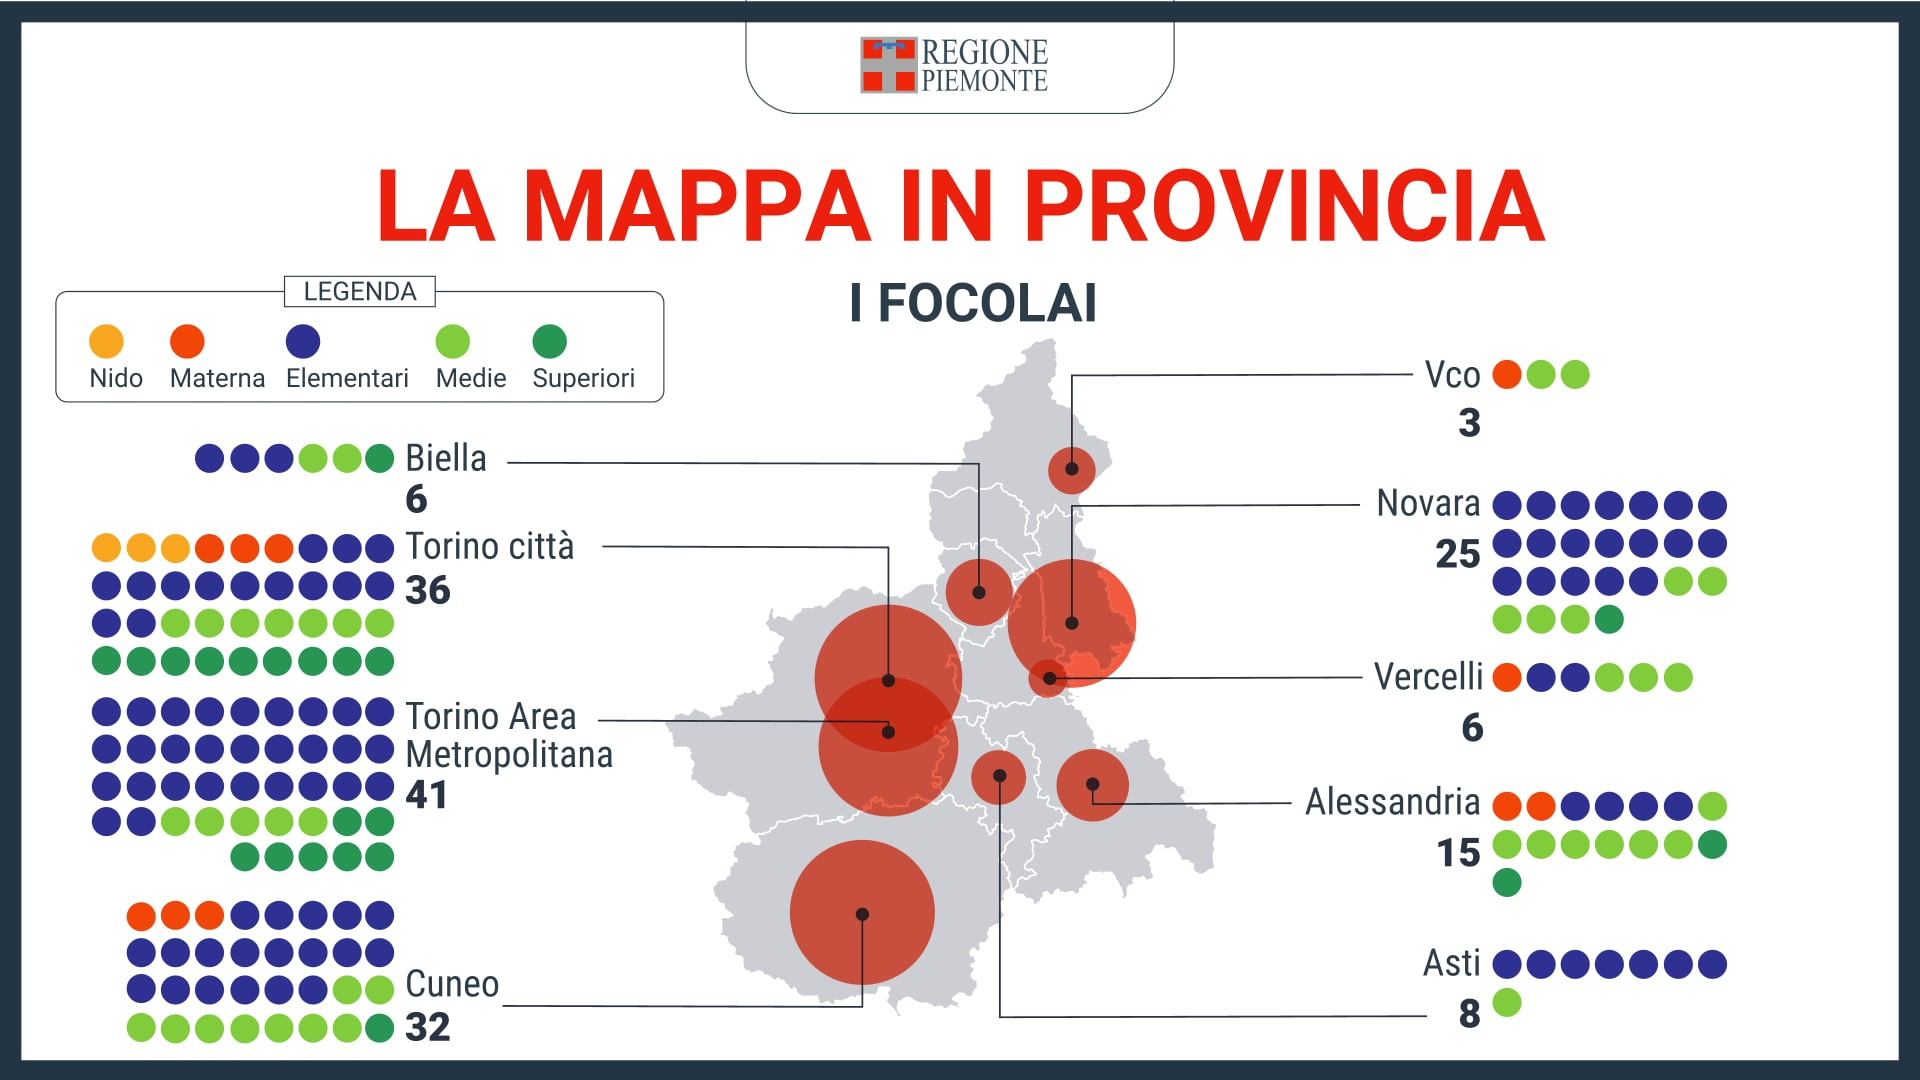 REGIONE
PIEMONTE
LA MAPPA IN PROVINCIA
I FOCOLAI
LEGENDA
Nido Materna Elementari Medie Superiori
Biella
6
Torino città
36
Torino Area
Metropolitana
41
Cuneo
32
Vco
3
Novara
25
Vercelli
6
Alessandria
15
Asti
8